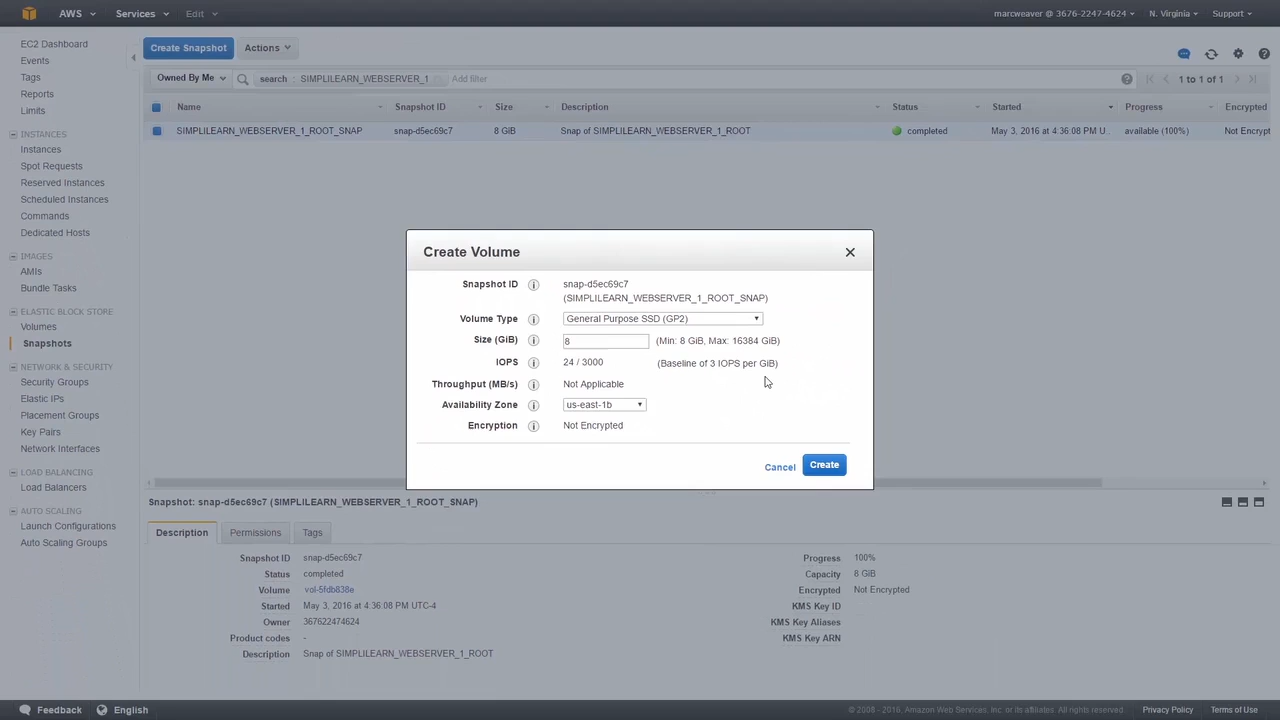 AWS Services Edit marcweaver @ 3676-2247-4624 N. Virginia Support
EC2 Dashboard
Events
Tags
Reports
Limits
INSTANCES
Instances
Spot Requests
Reserved Instances
Scheduled Instances
Commands
Dedicated Hosts
IMAGES
AMIs
Bundle Tasks
ELASTIC BLOCK STORE
Volumes
Snapshots
NETWORK & SECURITY
Security Groups
Elastic IPs
Placement Groups
Key Pairs
Network Interfaces
LOAD BALANCING
Load Balancers
AUTO SCALING
Launch Configurations
Auto Scaling Groups
Create Snapshot Actions
Owned By Me search : SIMPLILEARN_WEBSERVER_1 Add filter 1 to 1 of 1
Name Snapshot ID Size Description Status Started Progress Encrypted
SIMPLILEARN_WEBSERVER_1_ROOT_SNAP snap-d5ec69c7 8 GiB Snap of SIMPLILEARN_WEBSERVER_1_ROOT completed May 3, 2016 at 4:36:08 PM U... available (100%) Not Encrypt
Create Volume
Snapshot ID snap-d5ec69c7
(SIMPLILEARN_WEBSERVER_1_ROOT_SNAP)
Volume Type General Purpose SSD (GP2)
Size (GiB) 8 (Min: 8 GiB, Max: 16384 GiB)
IOPS 24 / 3000 (Baseline of 3 IOPS per GiB)
Throughput (MB/s) Not Applicable
Availability Zone us-east-1b
Encryption Not Encrypted
Cancel Create
Snapshot: snap-d5ec69c7 (SIMPLILEARN_WEBSERVER_1_ROOT_SNAP)
Description Permissions Tags
Snapshot ID snap-d5ec69c7 Progress 100%
Status completed Capacity 8 GiB
Volume vol-5fdb838e Encrypted Not Encrypted
Started May 3, 2016 at 4:36:08 PM UTC-4 KMS Key ID
Owner 367622474624 KMS Key Aliases
Product codes - KMS Key ARN
Description Snap of SIMPLILEARN_WEBSERVER_1_ROOT
Feedback English © 2008 - 2016, Amazon Web Services, Inc. or its affiliates. All rights reserved. Privacy Policy Terms of Use